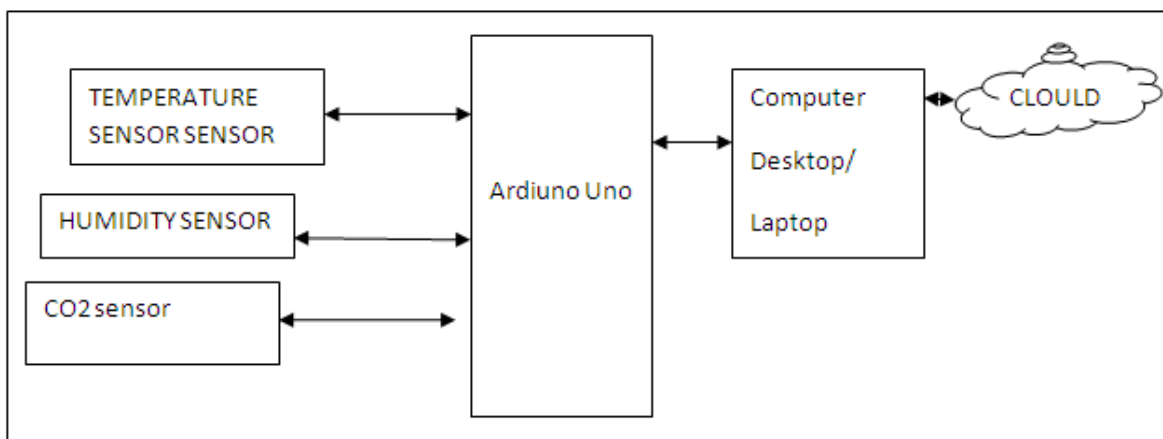 TEMPERATURE
SENSOR SENSOR
HUMIDITY SENSOR
CO2 sensor
Ardiuno Uno
Computer
Desktop/
Laptop
CLOULD